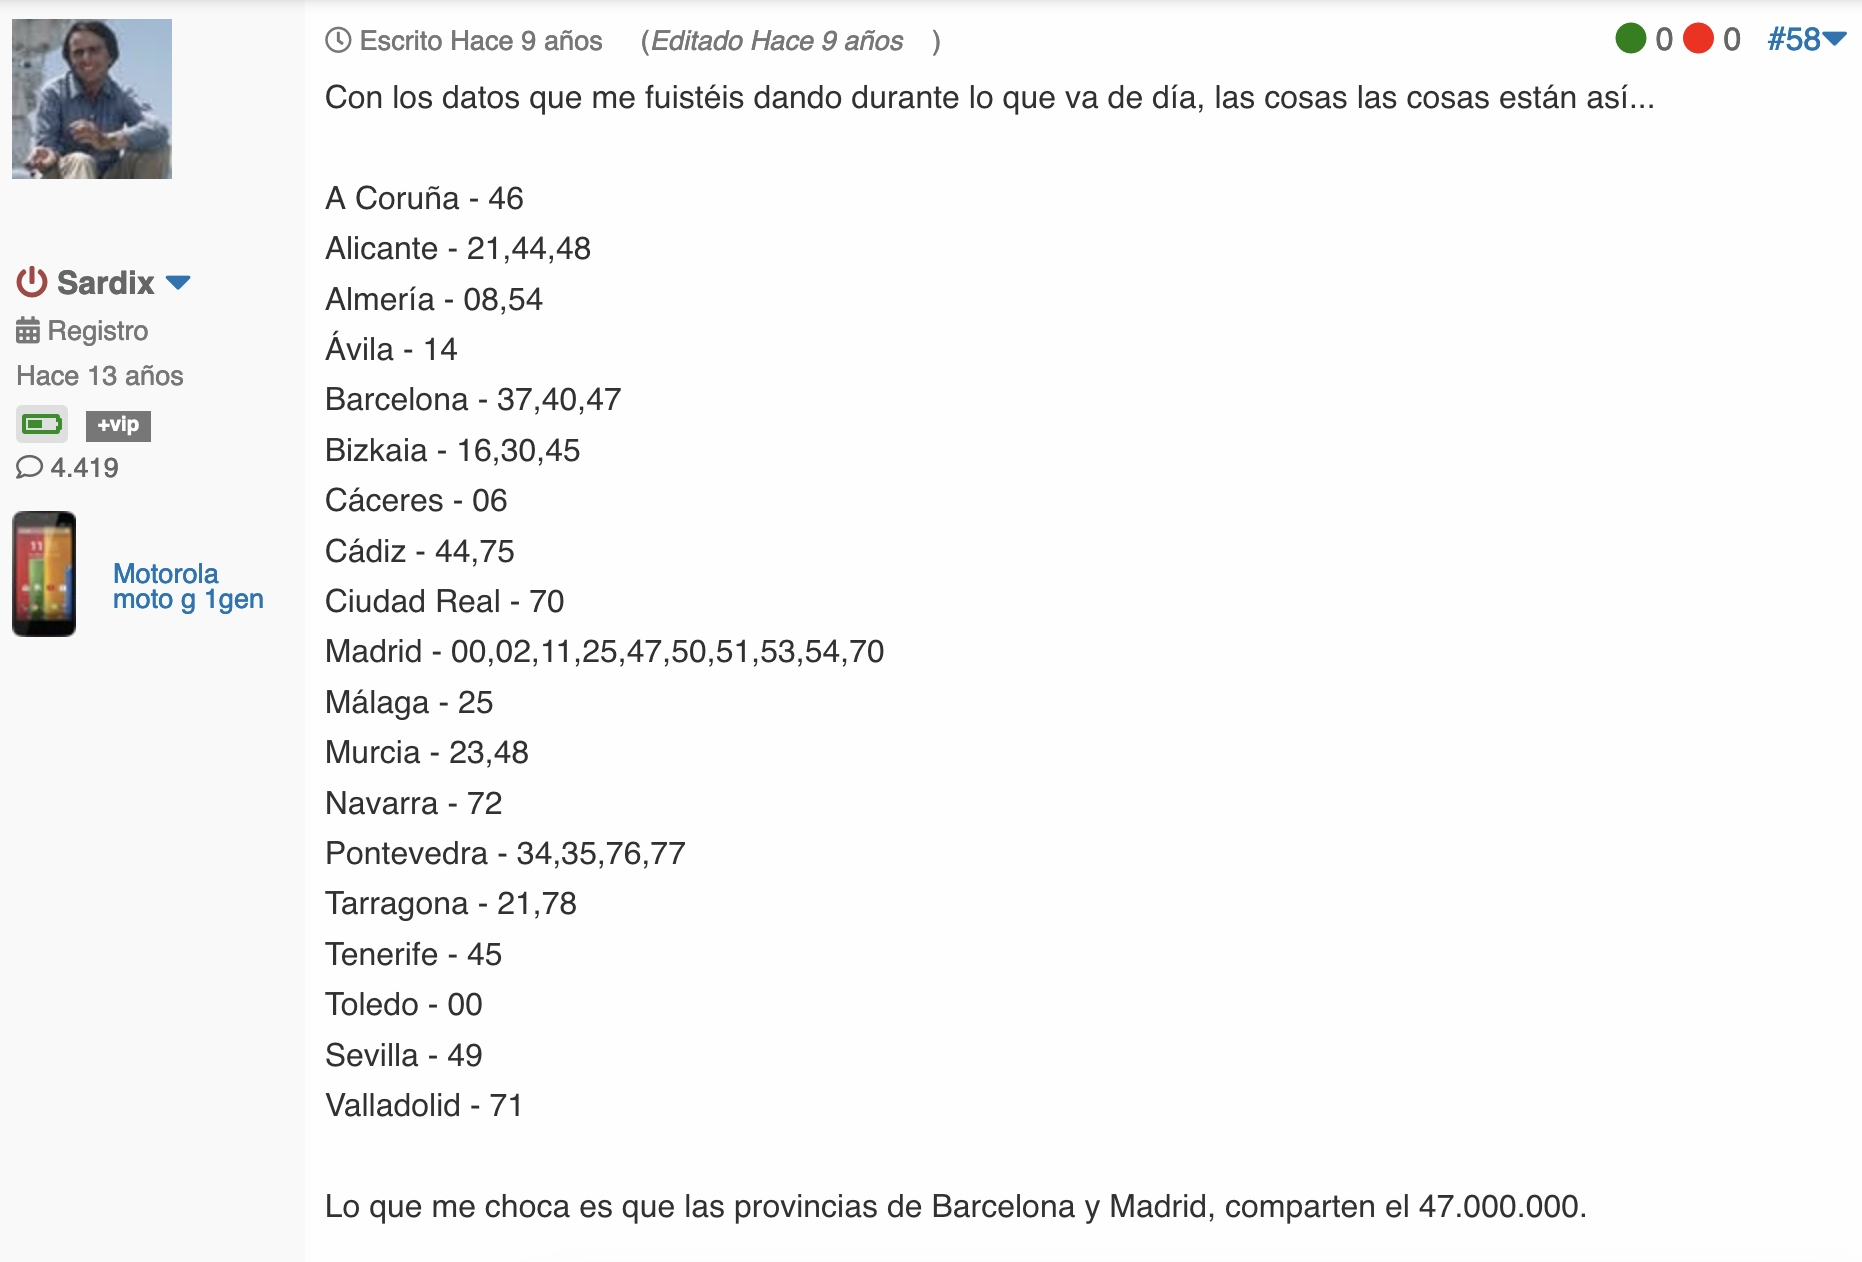 Escrito Hace 9 años (Editado Hace 9 años )
0 0 #58
Con los datos que me fuistéis dando durante lo que va de día, las cosas las cosas están así...
A Coruña - 46
Alicante - 21,44,48
Almería - 08,54
Ávila - 14
Barcelona - 37,40,47
Bizkaia - 16,30,45
Cáceres - 06
Cádiz - 44,75
Ciudad Real - 70
Madrid - 00,02,11,25,47,50,51,53,54,70
Málaga - 25
Murcia - 23,48
Navarra - 72
Pontevedra - 34,35,76,77
Tarragona - 21,78
Tenerife - 45
Toledo - 00
Sevilla - 49
Valladolid - 71
Lo que me choca es que las provincias de Barcelona y Madrid, comparten el 47.000.000.
Sardix
Registro
Hace 13 años
+vip
4.419
11
Motorola
moto g 1gen